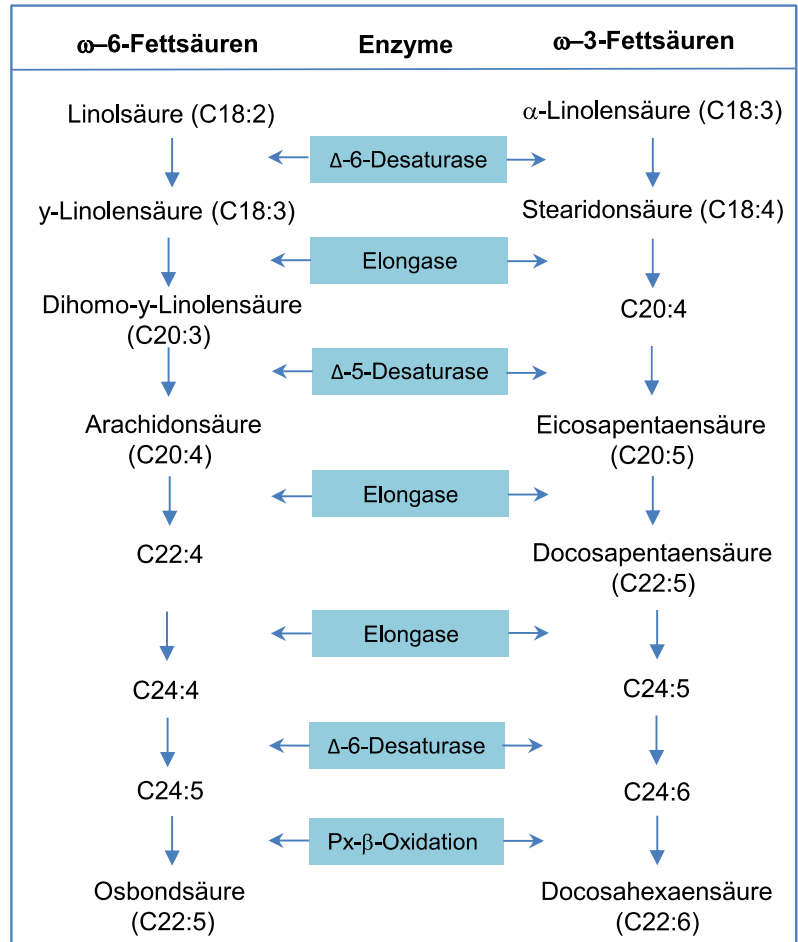 ω–6-Fettsäuren Enzyme ω–3-Fettsäuren
Linolsäure (C18:2) α-Linolensäure (C18:3)
Δ-6-Desaturase
y-Linolensäure (C18:3) Stearidonsäure (C18:4)
Elongase
Dihomo-y-Linolensäure
(C20:3) C20:4
Δ-5-Desaturase
Arachidonsäure Eicosapentaensäure
(C20:4) (C20:5)
Elongase
C22:4 Docosapentaensäure
(C22:5)
Elongase
C24:4 C24:5
Δ-6-Desaturase
C24:5 C24:6
Px-β-Oxidation
Osbondsäure Docosahexaensäure
(C22:5) (C22:6)